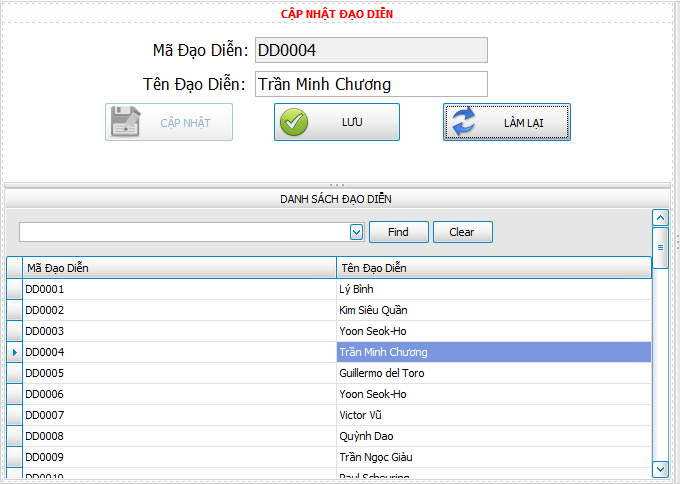 CẬP NHẬT ĐẠO DIỄN
Mã Đạo Diễn: DD0004
Tên Đạo Diễn: Trần Minh Chương
CẬP NHẬT LƯU LÀM LẠI
DANH SÁCH ĐẠO DIỄN
Find Clear
Mã Đạo Diễn Tên Đạo Diễn
DD0001 Lý Bình
DD0002 Kim Siêu Quần
DD0003 Yoon Seok-Ho
DD0004 Trần Minh Chương
DD0005 Guillermo del Toro
DD0006 Yoon Seok-Ho
DD0007 Victor Vũ
DD0008 Quỳnh Dao
DD0009 Trần Ngọc Giàu
DD0010 Paul Scheuring